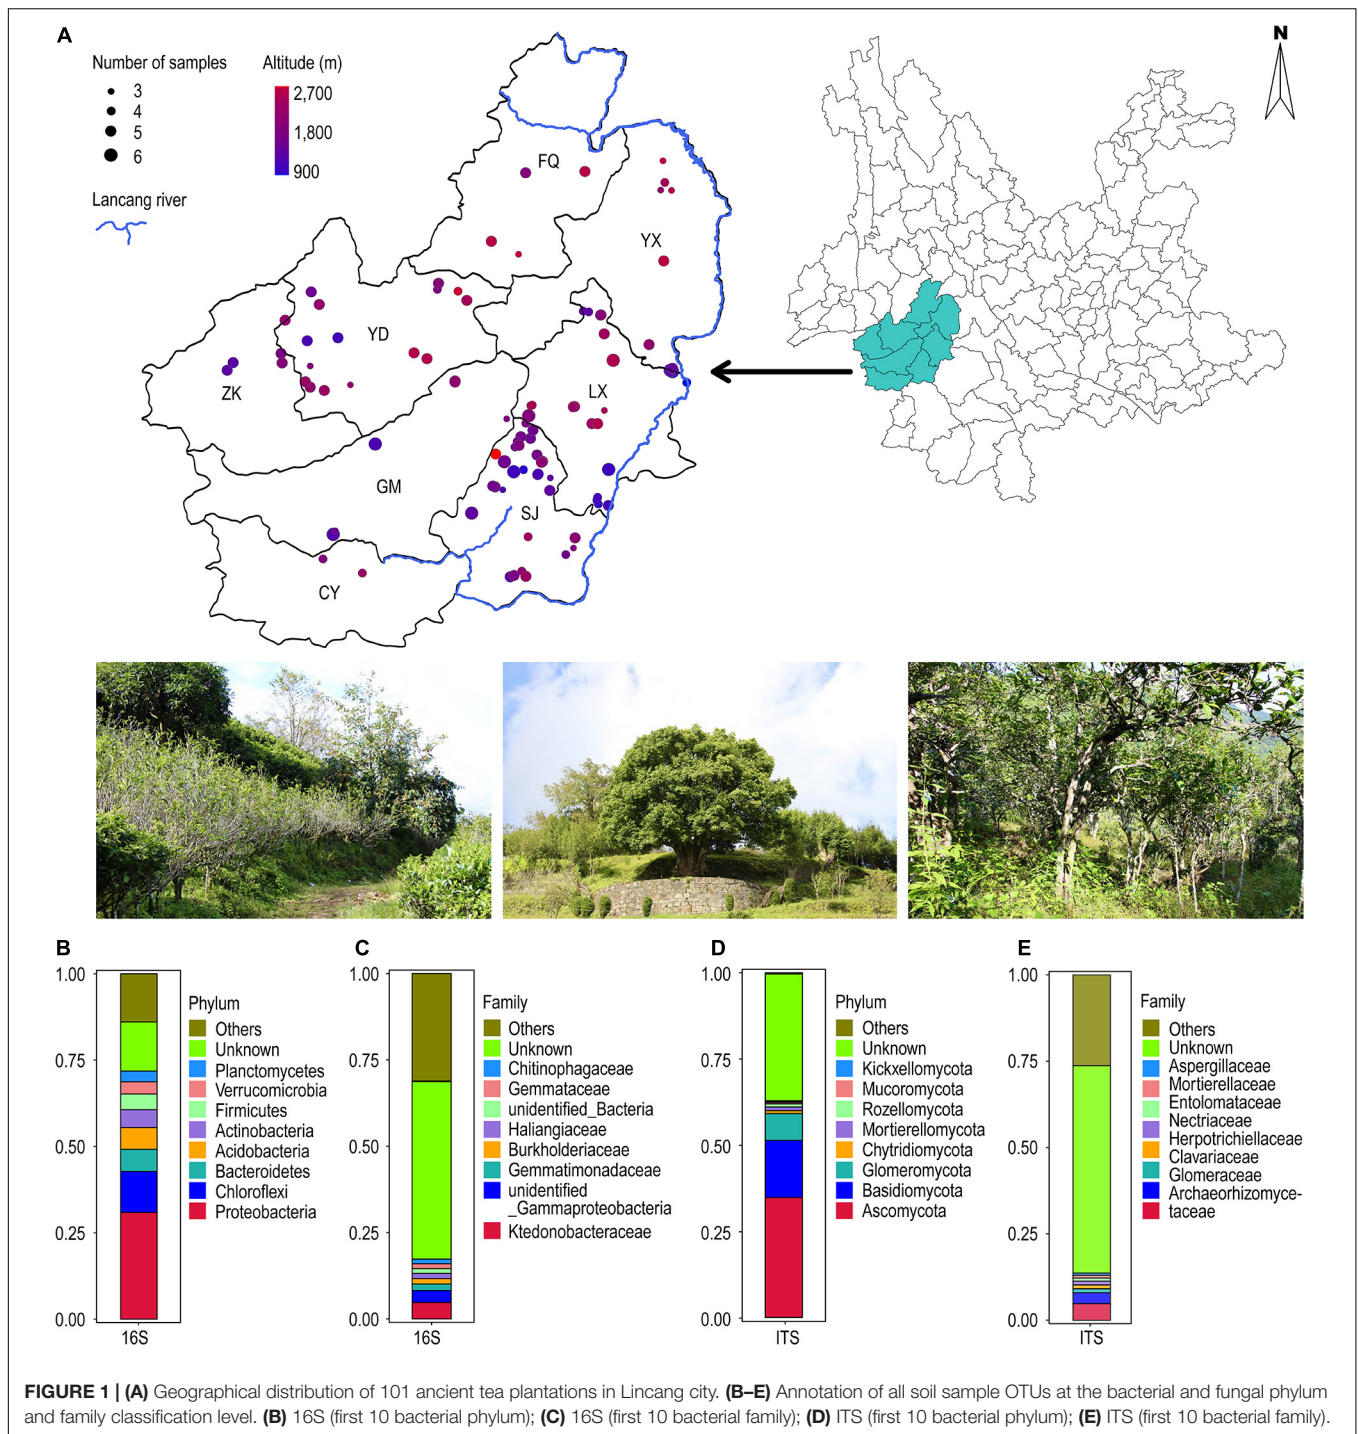 A
Number of samples
3
4
5
6
Altitude (m)
2,700
1,800
900
Lancang river
FQ
YX
YD
ZK
LX
GM
SJ
CY
N
B
1.00
0.75
0.50
0.25
0.00
16S
Phylum
Others
Unknown
Planctomycetes
Verrucomicrobia
Firmicutes
Actinobacteria
Acidobacteria
Bacteroidetes
Chloroflexi
Proteobacteria
C
1.00
0.75
0.50
0.25
0.00
16S
Family
Others
Unknown
Chitinophagaceae
Gemmataceae
unidentified_Bacteria
Haliangiaceae
Burkholderiaceae
Gemmatimonadaceae
unidentified
_Gammaproteobacteria
Ktedonobacteraceae
D
1.00
0.75
0.50
0.25
0.00
ITS
Phylum
Others
Unknown
Kickxellomycota
Mucoromycota
Rozellomycota
Mortierellomycota
Chytridiomycota
Glomeromycota
Basidiomycota
Ascomycota
E
1.00
0.75
0.50
0.25
0.00
ITS
Family
Others
Unknown
Aspergillaceae
Mortierellaceae
Entolomataceae
Nectriaceae
Herpotrichiellaceae
Clavariaceae
Glomeraceae
Archaeorhizomyce-
taceae
FIGURE 1 | (A) Geographical distribution of 101 ancient tea plantations in Lincang city. (B–E) Annotation of all soil sample OTUs at the bacterial and fungal phylum
and family classification level. (B) 16S (first 10 bacterial phylum); (C) 16S (first 10 bacterial family); (D) ITS (first 10 bacterial phylum); (E) ITS (first 10 bacterial family).